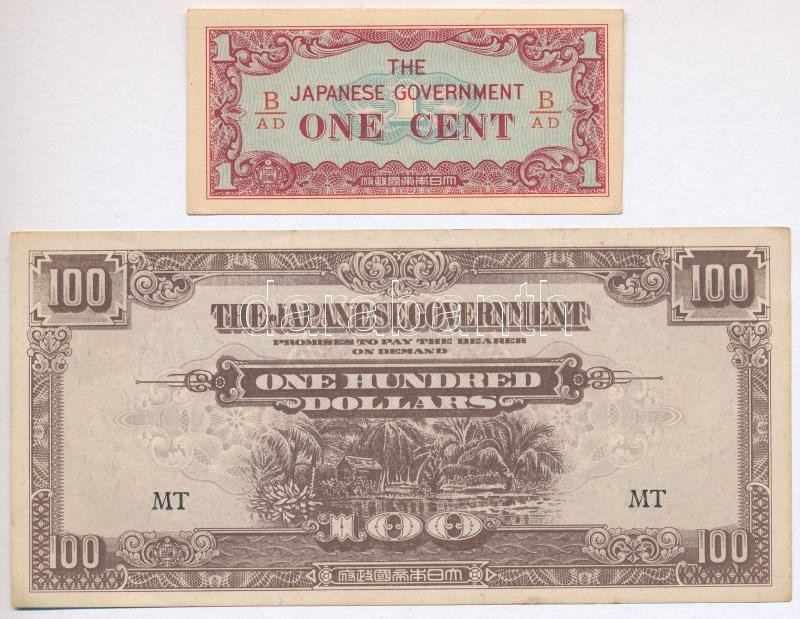 1 1
THE
JAPANESE GOVERNMENT
B B
AD AD
ONE CENT
1 1
府政國帝本日大
100 100
darabanth
THE JAPANESE GOVERNMENT
PROMISES TO PAY THE BEARER
ON DEMAND
ONE HUNDRED
DOLLARS
MT MT
100
100 100
府政國帝本日大